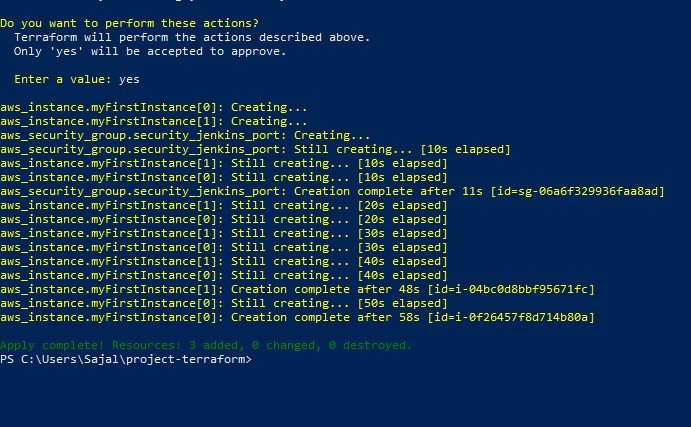 Do you want to perform these actions?
Terraform will perform the actions described above.
Only 'yes' will be accepted to approve.
Enter a value: yes
aws_instance.myFirstInstance[0]: Creating...
aws_instance.myFirstInstance[1]: Creating...
aws_security_group.security_jenkins_port: Creating...
aws_security_group.security_jenkins_port: Still creating... [10s elapsed]
aws_instance.myFirstInstance[1]: Still creating... [10s elapsed]
aws_instance.myFirstInstance[0]: Still creating... [10s elapsed]
aws_security_group.security_jenkins_port: Creation complete after 11s [id=sg-06a6f329936faa8ad]
aws_instance.myFirstInstance[1]: Still creating... [20s elapsed]
aws_instance.myFirstInstance[0]: Still creating... [20s elapsed]
aws_instance.myFirstInstance[1]: Still creating... [30s elapsed]
aws_instance.myFirstInstance[0]: Still creating... [30s elapsed]
aws_instance.myFirstInstance[1]: Still creating... [40s elapsed]
aws_instance.myFirstInstance[0]: Still creating... [40s elapsed]
aws_instance.myFirstInstance[1]: Creation complete after 48s [id=i-04bc0d8bbf95671fc]
aws_instance.myFirstInstance[0]: Still creating... [50s elapsed]
aws_instance.myFirstInstance[0]: Creation complete after 58s [id=i-0f26457f8d714b80a]
Apply complete! Resources: 3 added, 0 changed, 0 destroyed.
PS C:\Users\Sajal\project-terraform>